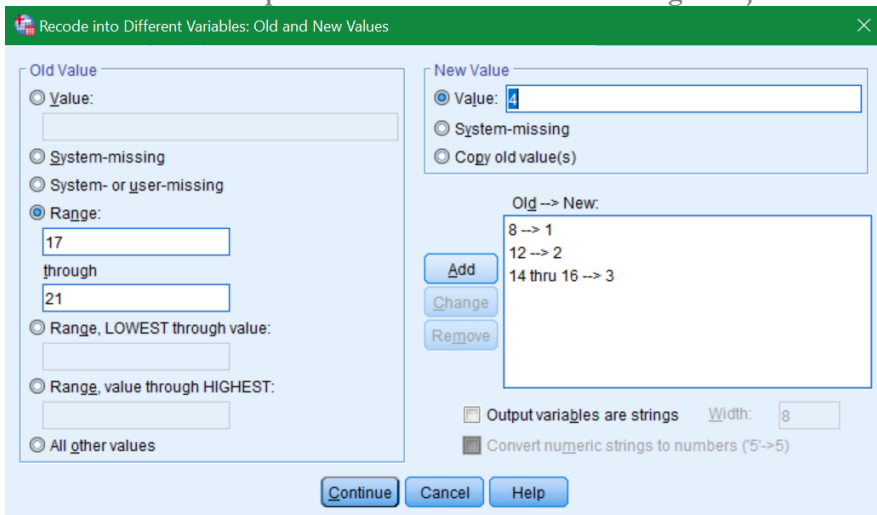 Recode into Different Variables: Old and New Values
Old Value
Value:
System-missing
System- or user-missing
Range:
17
through
21
Range, LOWEST through value:
Range, value through HIGHEST:
All other values
New Value
Value: 4
System-missing
Copy old value(s)
Old --> New:
8 --> 1
12 --> 2
14 thru 16 --> 3
Add
Change
Remove
Output variables are strings Width: 8
Convert numeric strings to numbers ('5'->5)
Continue Cancel Help